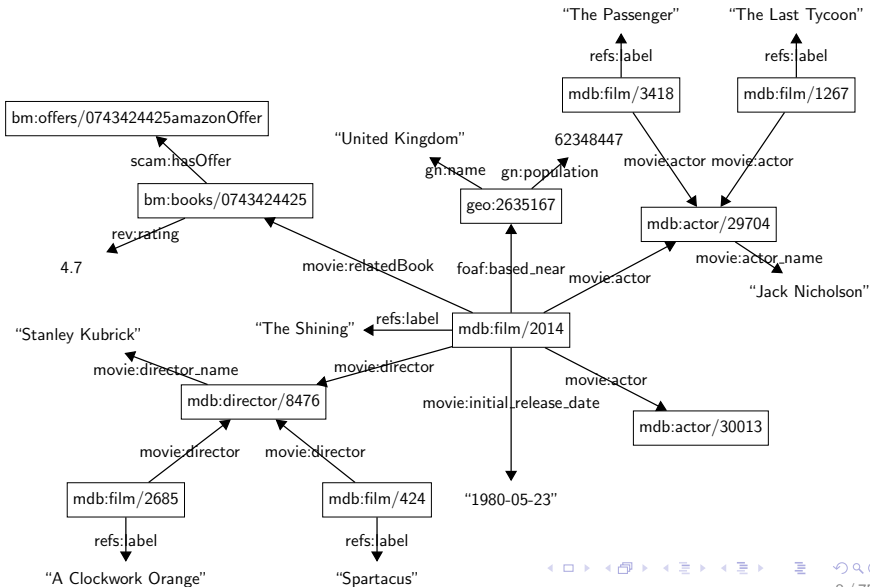 “The Passenger”
“The Last Tycoon”
refs:label
refs:label
mdb:film/3418
mdb:film/1267
bm:offers/0743424425amazonOffer
“United Kingdom”
62348447
scam:hasOffer
gn:name
gn:population
movie:actor
movie:actor
bm:books/0743424425
geo:2635167
mdb:actor/29704
rev:rating
4.7
movie:relatedBook
foaf:based_near
movie:actor
movie:actor_name
“Jack Nicholson”
“Stanley Kubrick”
“The Shining”
refs:label
mdb:film/2014
movie:director_name
movie:director
movie:actor
mdb:director/8476
movie:initial_release_date
mdb:actor/30013
movie:director
movie:director
mdb:film/2685
mdb:film/424
“1980-05-23”
refs:label
refs:label
“A Clockwork Orange”
“Spartacus”